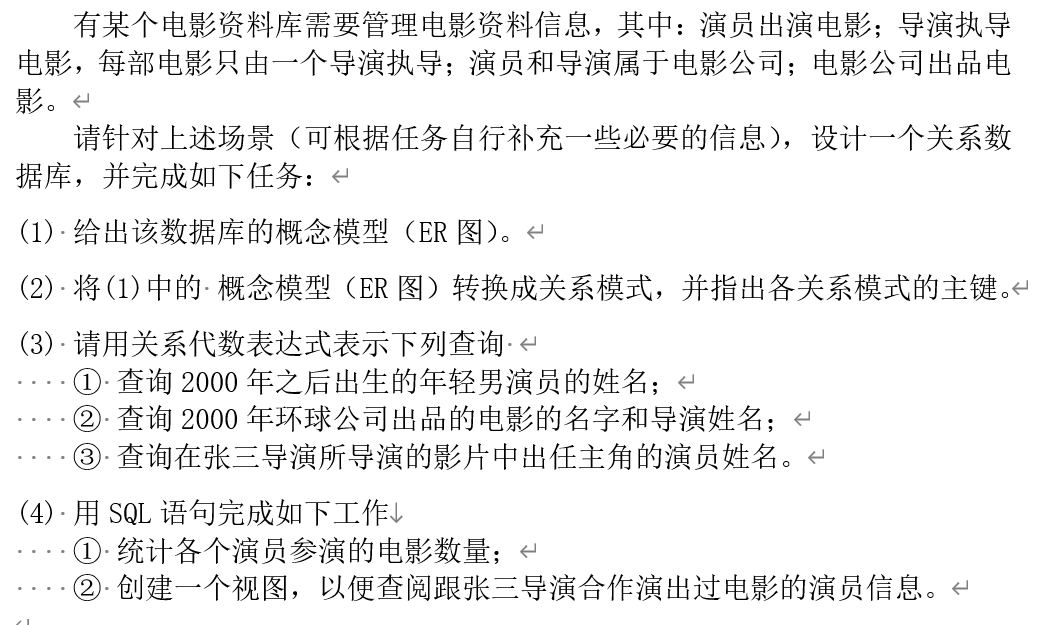 有某个电影资料库需要管理电影资料信息，其中：演员出演电影；导演执导
电影，每部电影只由一个导演执导；演员和导演属于电影公司；电影公司出品电
影。
请针对上述场景（可根据任务自行补充一些必要的信息），设计一个关系数
据库，并完成如下任务：
(1) 给出该数据库的概念模型（ER 图）。
(2) 将(1)中的 概念模型（ER 图）转换成关系模式，并指出各关系模式的主键。
(3) 请用关系代数表达式表示下列查询
① 查询 2000 年之后出生的年轻男演员的姓名；
② 查询 2000 年环球公司出品的电影的名字和导演姓名；
③ 查询在张三导演所导演的影片中出任主角的演员姓名。
(4) 用 SQL 语句完成如下工作
① 统计各个演员参演的电影数量；
② 创建一个视图，以便查阅跟张三导演合作演出过电影的演员信息。